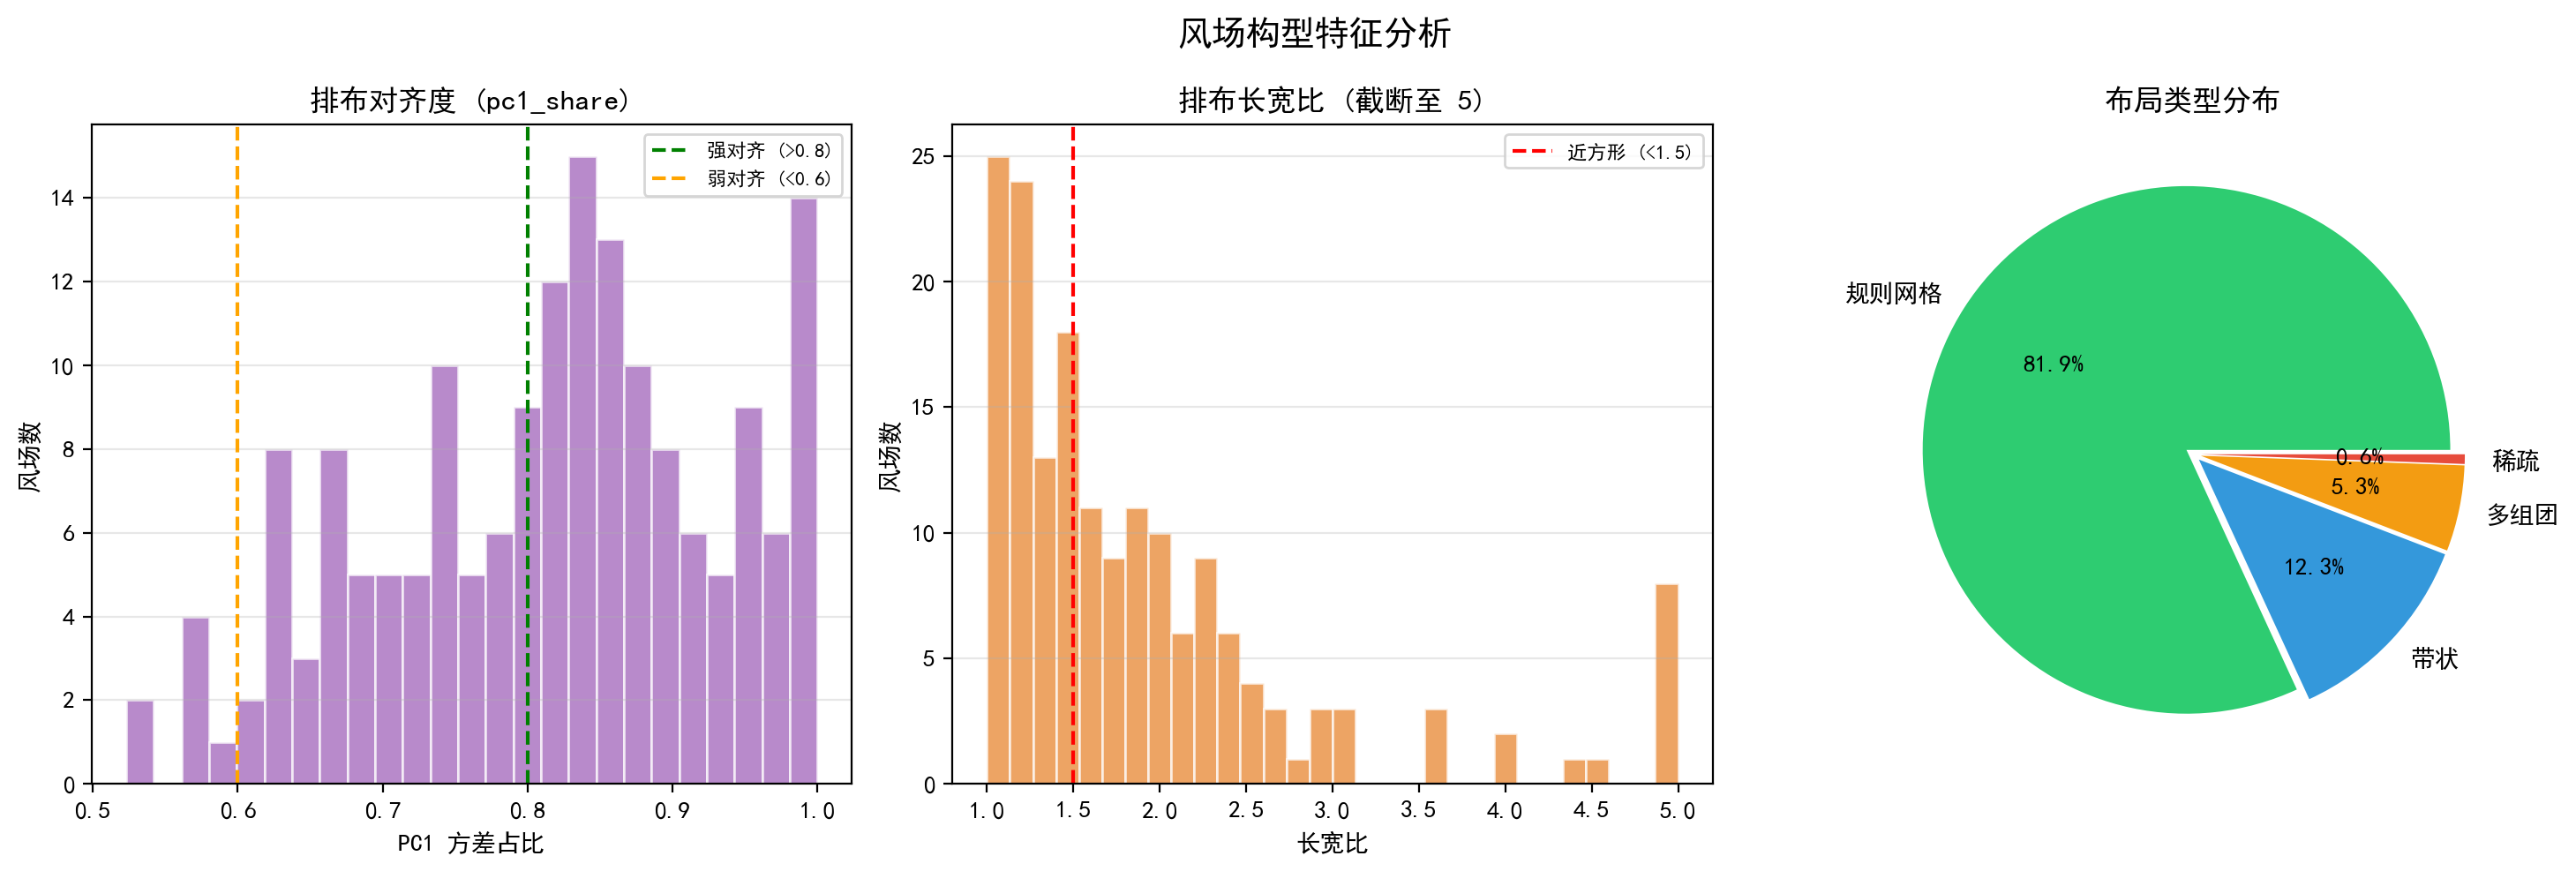 风场构型特征分析
排布对齐度 (pc1_share)
强对齐 (>0.8)
弱对齐 (<0.6)
风场数
14
12
10
8
6
4
2
0
0.5 0.6 0.7 0.8 0.9 1.0
PC1 方差占比
排布长宽比 (截断至 5)
近方形 (<1.5)
风场数
25
20
15
10
5
0
1.0 1.5 2.0 2.5 3.0 3.5 4.0 4.5 5.0
长宽比
布局类型分布
规则网格
81.9%
稀疏
0.6%
多组团
5.3%
带状
12.3%